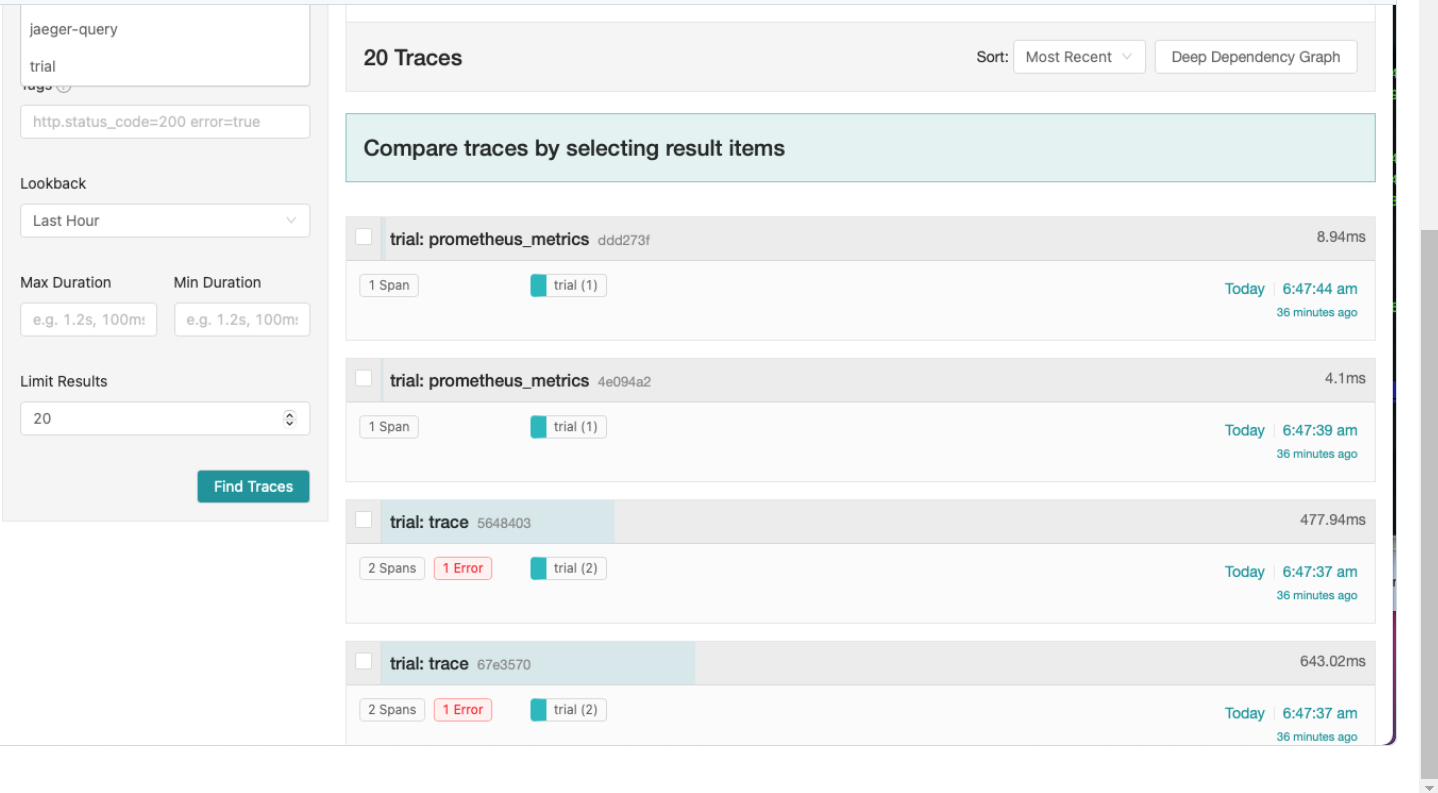 jaeger-query
trial
Tags
http.status_code=200 error=true
Lookback
Last Hour
Max Duration Min Duration
e.g. 1.2s, 100ms e.g. 1.2s, 100ms
Limit Results
20
Find Traces
20 Traces
Sort: Most Recent Deep Dependency Graph
Compare traces by selecting result items
trial: prometheus_metrics ddd273f 8.94ms
1 Span trial (1) Today 6:47:44 am
36 minutes ago
trial: prometheus_metrics 4e094a2 4.1ms
1 Span trial (1) Today 6:47:39 am
36 minutes ago
trial: trace 5648403 477.94ms
2 Spans 1 Error trial (2) Today 6:47:37 am
36 minutes ago
trial: trace 67e3570 643.02ms
2 Spans 1 Error trial (2) Today 6:47:37 am
36 minutes ago